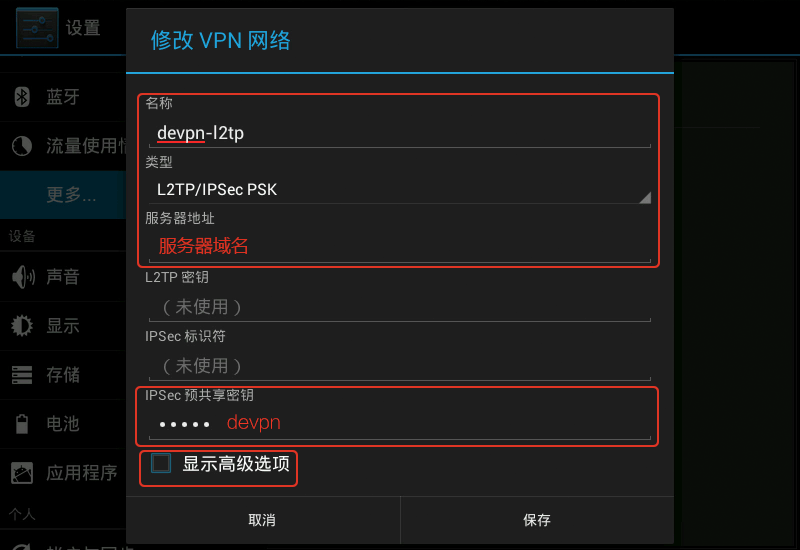 设置
修改 VPN 网络
蓝牙
流量使用情
更多...
设备
声音
显示
存储
电池
应用程序
个人
名称
devpn-l2tp
类型
L2TP/IPSec PSK
服务器地址
服务器域名
L2TP 密钥
（未使用）
IPSec 标识符
（未使用）
IPSec 预共享密钥
••••• devpn
显示高级选项
取消
保存